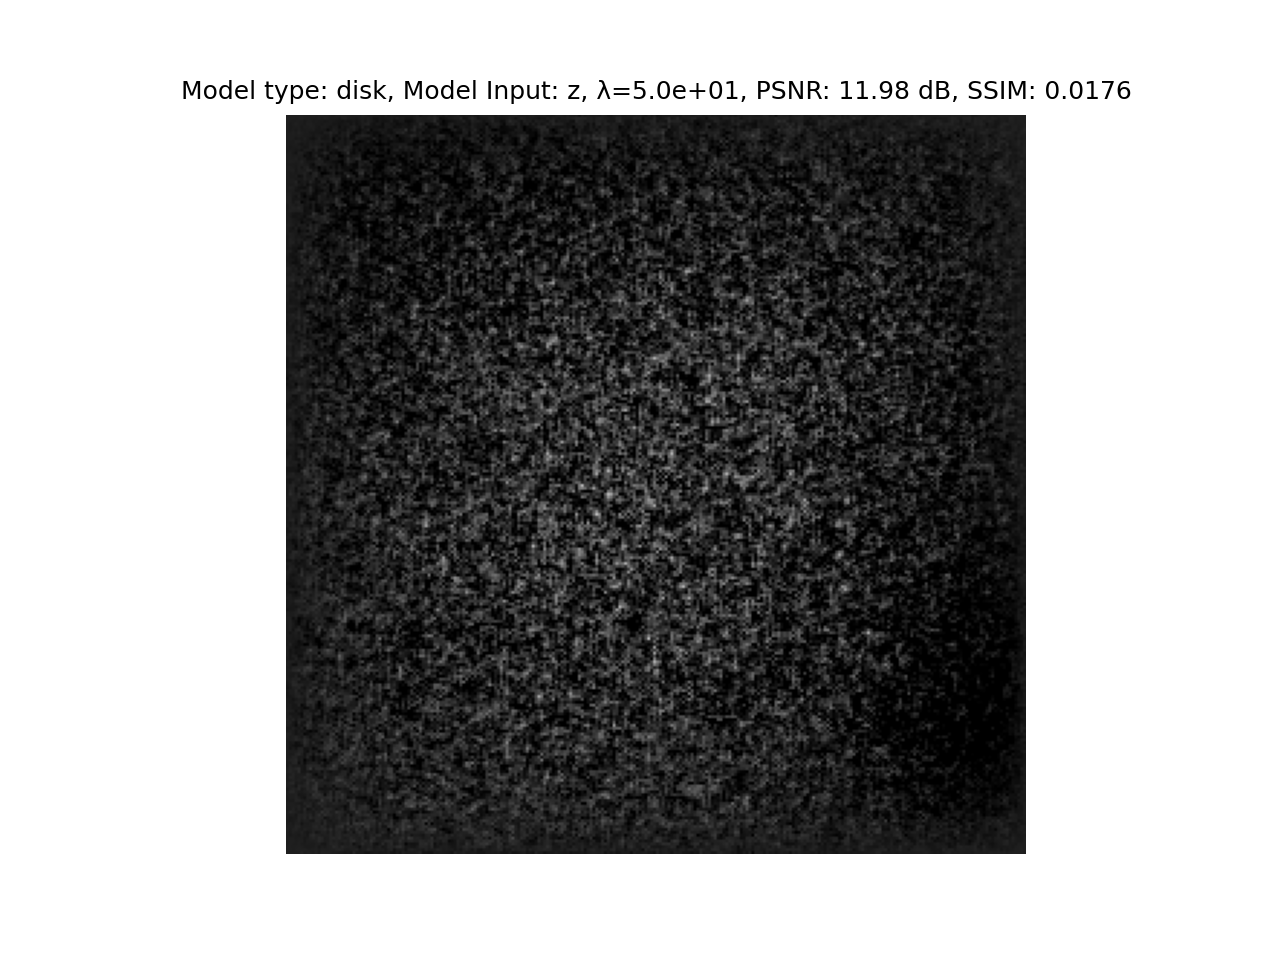 Model type: disk, Model Input: z, λ=5.0e+01, PSNR: 11.98 dB, SSIM: 0.0176